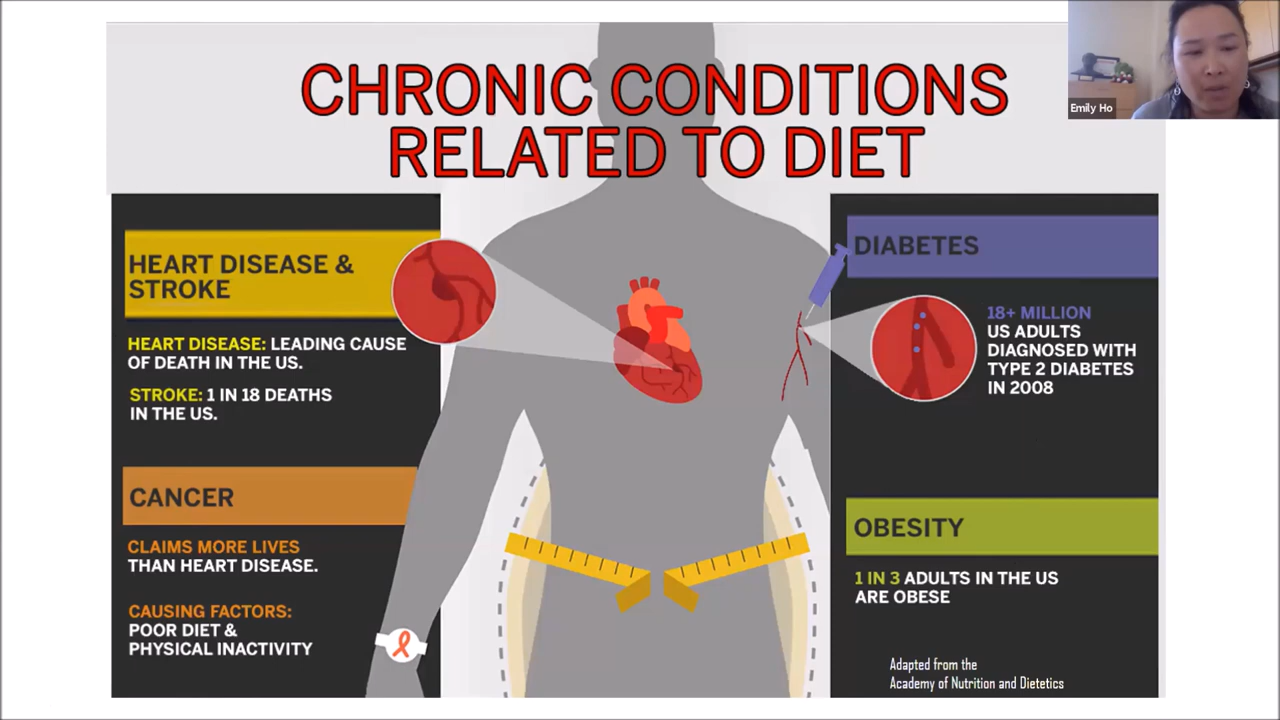 CHRONIC CONDITIONS
RELATED TO DIET
Emily Ho
HEART DISEASE &
STROKE
HEART DISEASE: LEADING CAUSE
OF DEATH IN THE US.
STROKE: 1 IN 18 DEATHS
IN THE US.
CANCER
CLAIMS MORE LIVES
THAN HEART DISEASE.
CAUSING FACTORS:
POOR DIET &
PHYSICAL INACTIVITY
DIABETES
18+ MILLION
US ADULTS
DIAGNOSED WITH
TYPE 2 DIABETES
IN 2008
OBESITY
1 IN 3 ADULTS IN THE US
ARE OBESE
Adapted from the
Academy of Nutrition and Dietetics